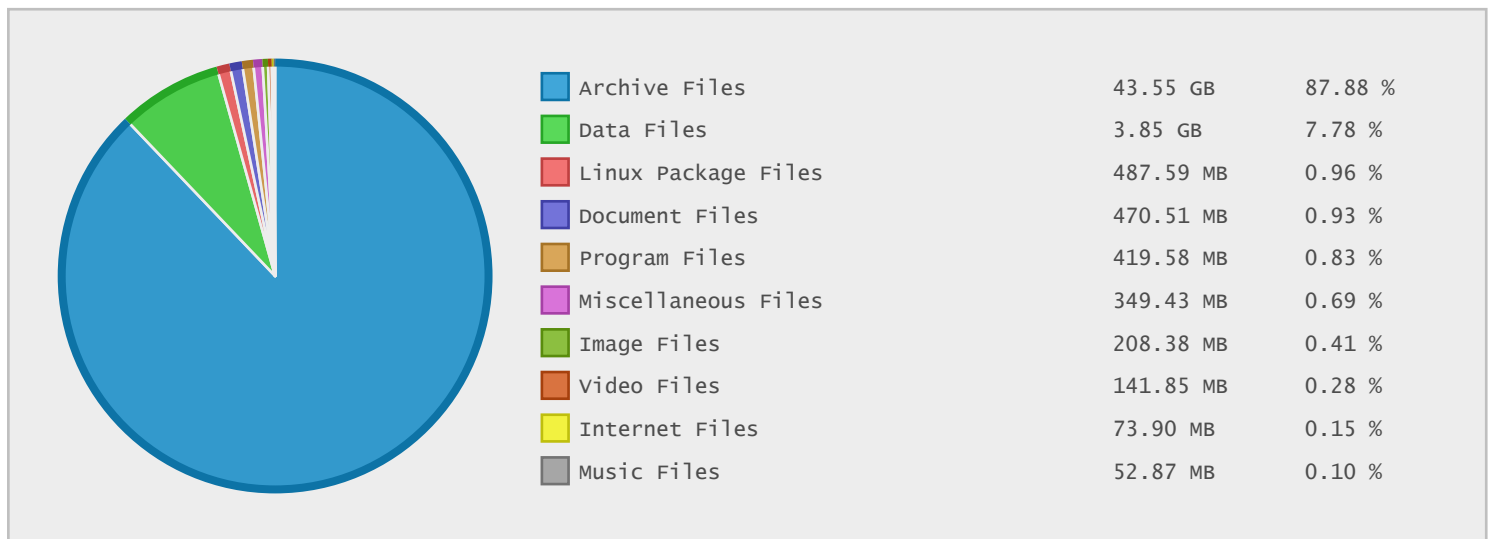 Archive Files 43.55 GB 87.88 %
Data Files 3.85 GB 7.78 %
Linux Package Files 487.59 MB 0.96 %
Document Files 470.51 MB 0.93 %
Program Files 419.58 MB 0.83 %
Miscellaneous Files 349.43 MB 0.69 %
Image Files 208.38 MB 0.41 %
Video Files 141.85 MB 0.28 %
Internet Files 73.90 MB 0.15 %
Music Files 52.87 MB 0.10 %